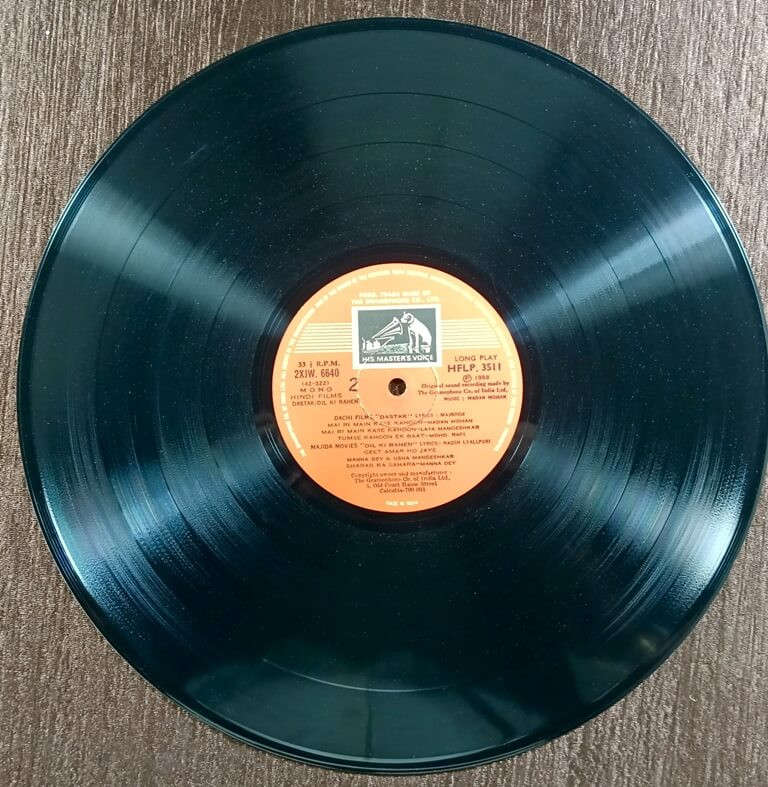 REGD. TRADE MARK OF
THE GRAMOPHONE CO., LTD.
HIS MASTER'S VOICE
33 ⅓ R.P.M.
2XJW. 6640
(42-522)
MONO
HINDI FILMS
DASTAK/DIL KI RAHEN
2
LONG PLAY
HFLP. 3511
Ⓟ 1988
Original sound recording made by
The Gramophone Co. of India Ltd,
MUSIC : MADAN MOHAN
DACHI FILMS "DASTAK" LYRICS : MAJROOH
MAI RI MAIN KASE KAHOON-MADAN MOHAN
MAI RI MAIN KASE KAHOON-LATA MANGESHKAR
TUMSE KAHOON EK BAAT-MOHD. RAFI
MAJIDA MOVIES "DIL KI RAHEN" LYRICS : NAQSH LYALLPURI
GEET AMAR HO JAYE
MANNA DEY & USHA MANGESHKAR
SHARAB KA SAHARA-MANNA DEY
Copyright owner and manufacturer :
The Gramophone Co. of India Ltd,
5, Old Court House Street
Calcutta-700 001
MADE IN INDIA